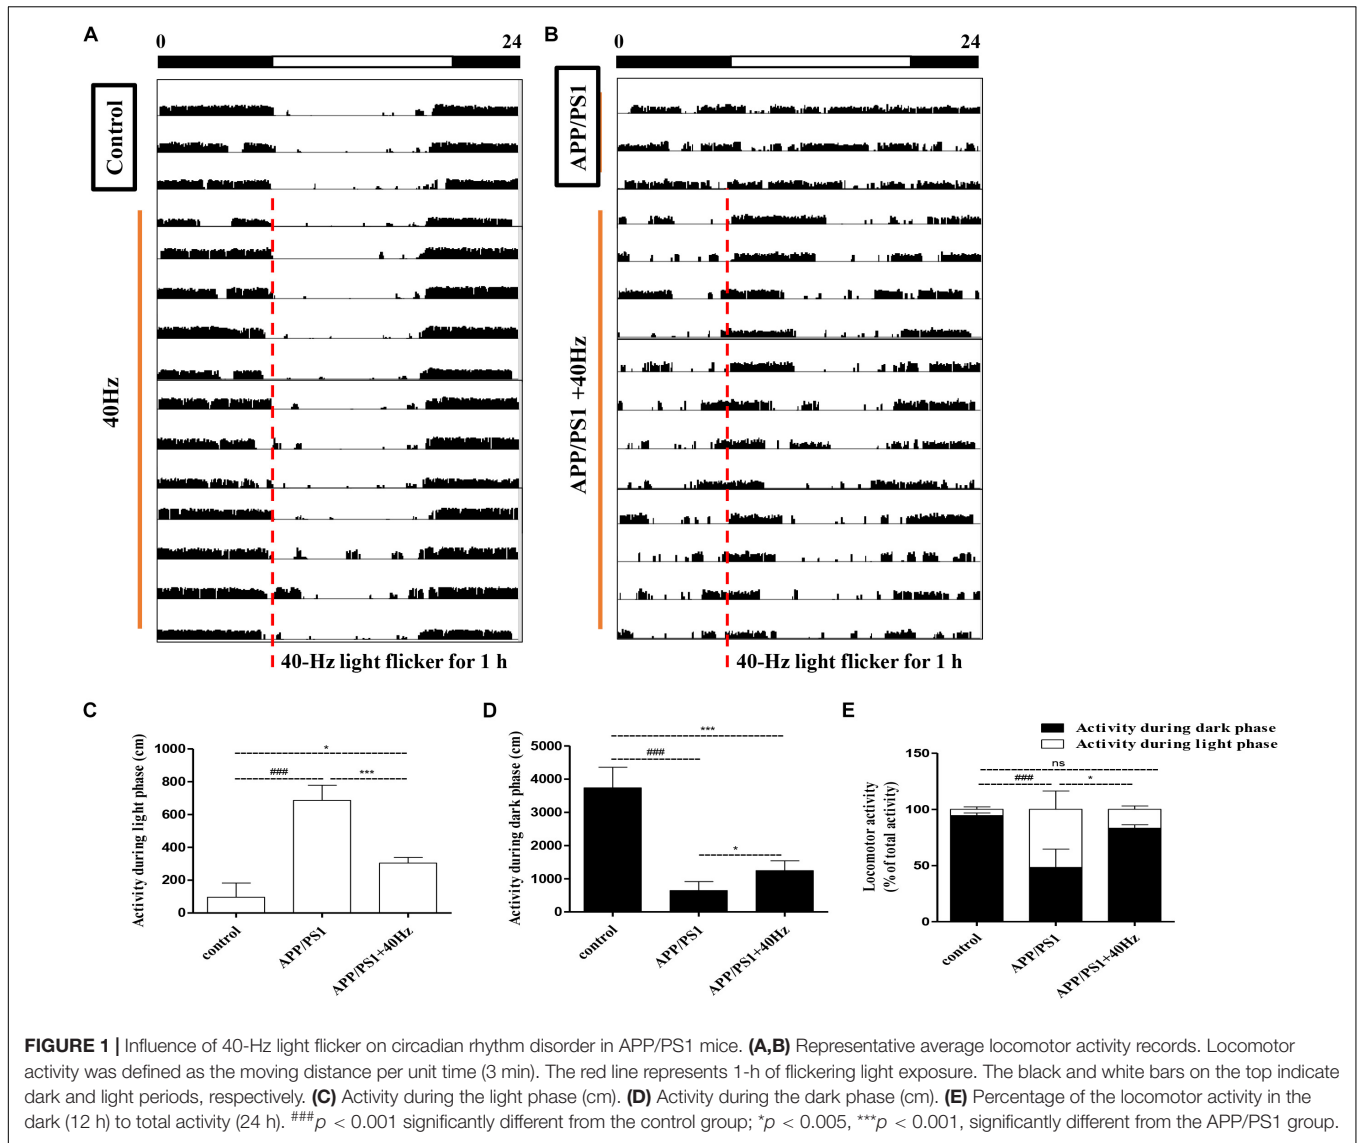 A
0
24
Control
40Hz
40-Hz light flicker for 1 h
B
0
24
APP/PS1
APP/PS1 +40Hz
40-Hz light flicker for 1 h
C
Activity during light phase (cm)
1000
800
600
400
200
0
*
###
***
control
APP/PS1
APP/PS1+40Hz
D
Activity during dark phase (cm)
5000
4000
3000
2000
1000
0
***
###
*
control
APP/PS1
APP/PS1+40Hz
E
Activity during dark phase
Activity during light phase
Locomotor activity
(% of total activity)
150
100
50
0
ns
###
*
control
APP/PS1
APP/PS1+40Hz
FIGURE 1 | Influence of 40-Hz light flicker on circadian rhythm disorder in APP/PS1 mice. (A,B) Representative average locomotor activity records. Locomotor
activity was defined as the moving distance per unit time (3 min). The red line represents 1-h of flickering light exposure. The black and white bars on the top indicate
dark and light periods, respectively. (C) Activity during the light phase (cm). (D) Activity during the dark phase (cm). (E) Percentage of the locomotor activity in the
dark (12 h) to total activity (24 h). ###p < 0.001 significantly different from the control group; *p < 0.005, ***p < 0.001, significantly different from the APP/PS1 group.